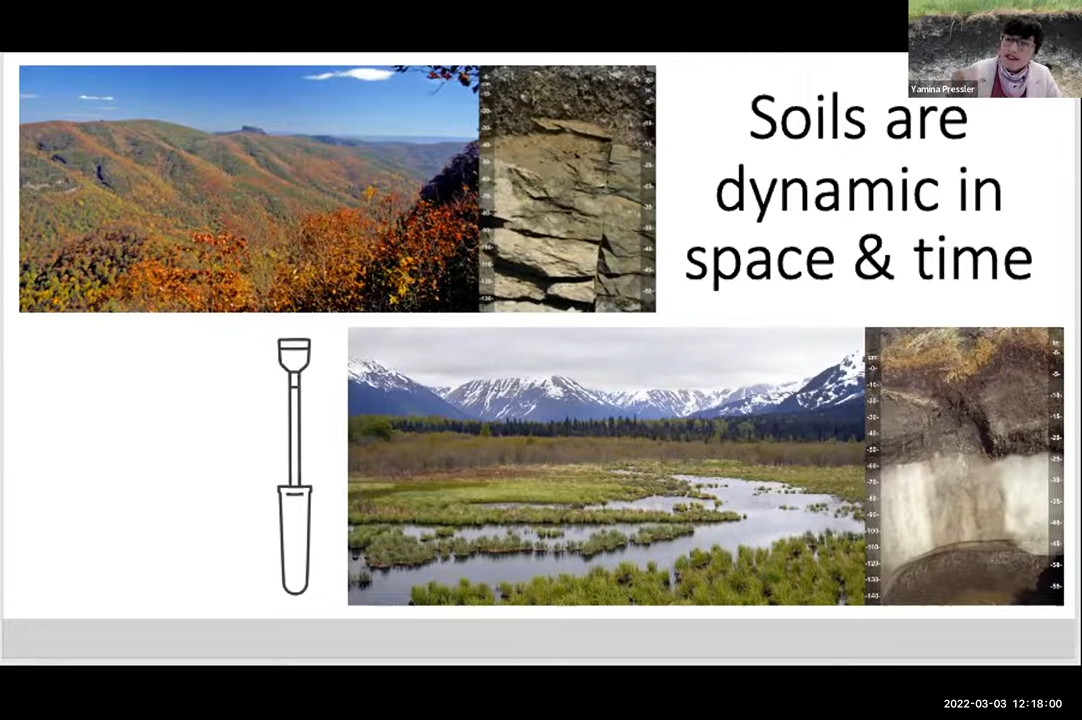 Yamina Pressler
Soils are
dynamic in
space & time
2022-03-03 12:18:00